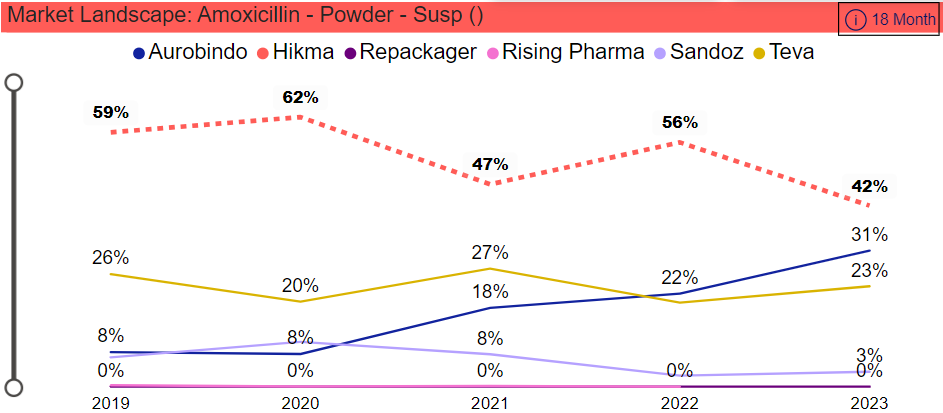 Market Landscape: Amoxicillin - Powder - Susp ()
i 18 Month
Aurobindo Hikma Repackager Rising Pharma Sandoz Teva
59% 62% 47% 56% 42%
31%
26% 20% 27% 22% 23%
18%
8% 8% 8% 3%
0% 0% 0% 0% 0%
2019 2020 2021 2022 2023